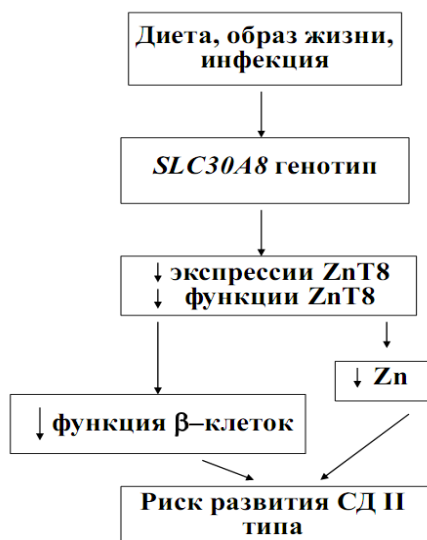 Диета, образ жизни,
инфекция
SLC30A8 генотип
↓ экспрессии ZnT8
↓ функции ZnT8
↓ Zn
↓ функция β–клеток
Риск развития СД II
типа